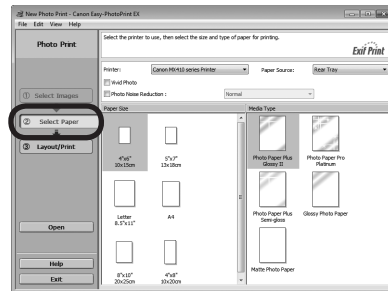 New Photo Print - Canon Easy-PhotoPrint EX
File Edit View Help
Photo Print
Select the printer to use, then select the size and type of paper for printing.
Exif Print
Printer: Canon MX410 series Printer Paper Source: Rear Tray
Vivid Photo
Photo Noise Reduction : Normal
① Select Images
② Select Paper
③ Layout/Print
Open
Help
Exit
Paper Size
4"x6"
10x15cm
5"x7"
13x18cm
Letter
8.5"x11"
A4
8"x10"
20x25cm
4"x8"
10x20cm
Media Type
Photo Paper Plus
Glossy II
Photo Paper Pro
Platinum
Photo Paper Plus
Semi-gloss
Glossy Photo Paper
Matte Photo Paper